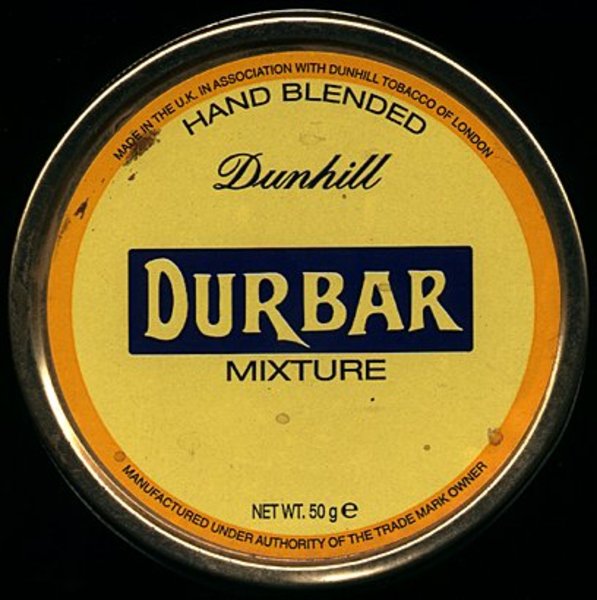 MADE IN THE U.K. IN ASSOCIATION WITH DUNHILL TOBACCO OF LONDON
HAND BLENDED
Dunhill
DURBAR
MIXTURE
NET WT. 50 g ℮
MANUFACTURED UNDER AUTHORITY OF THE TRADE MARK OWNER